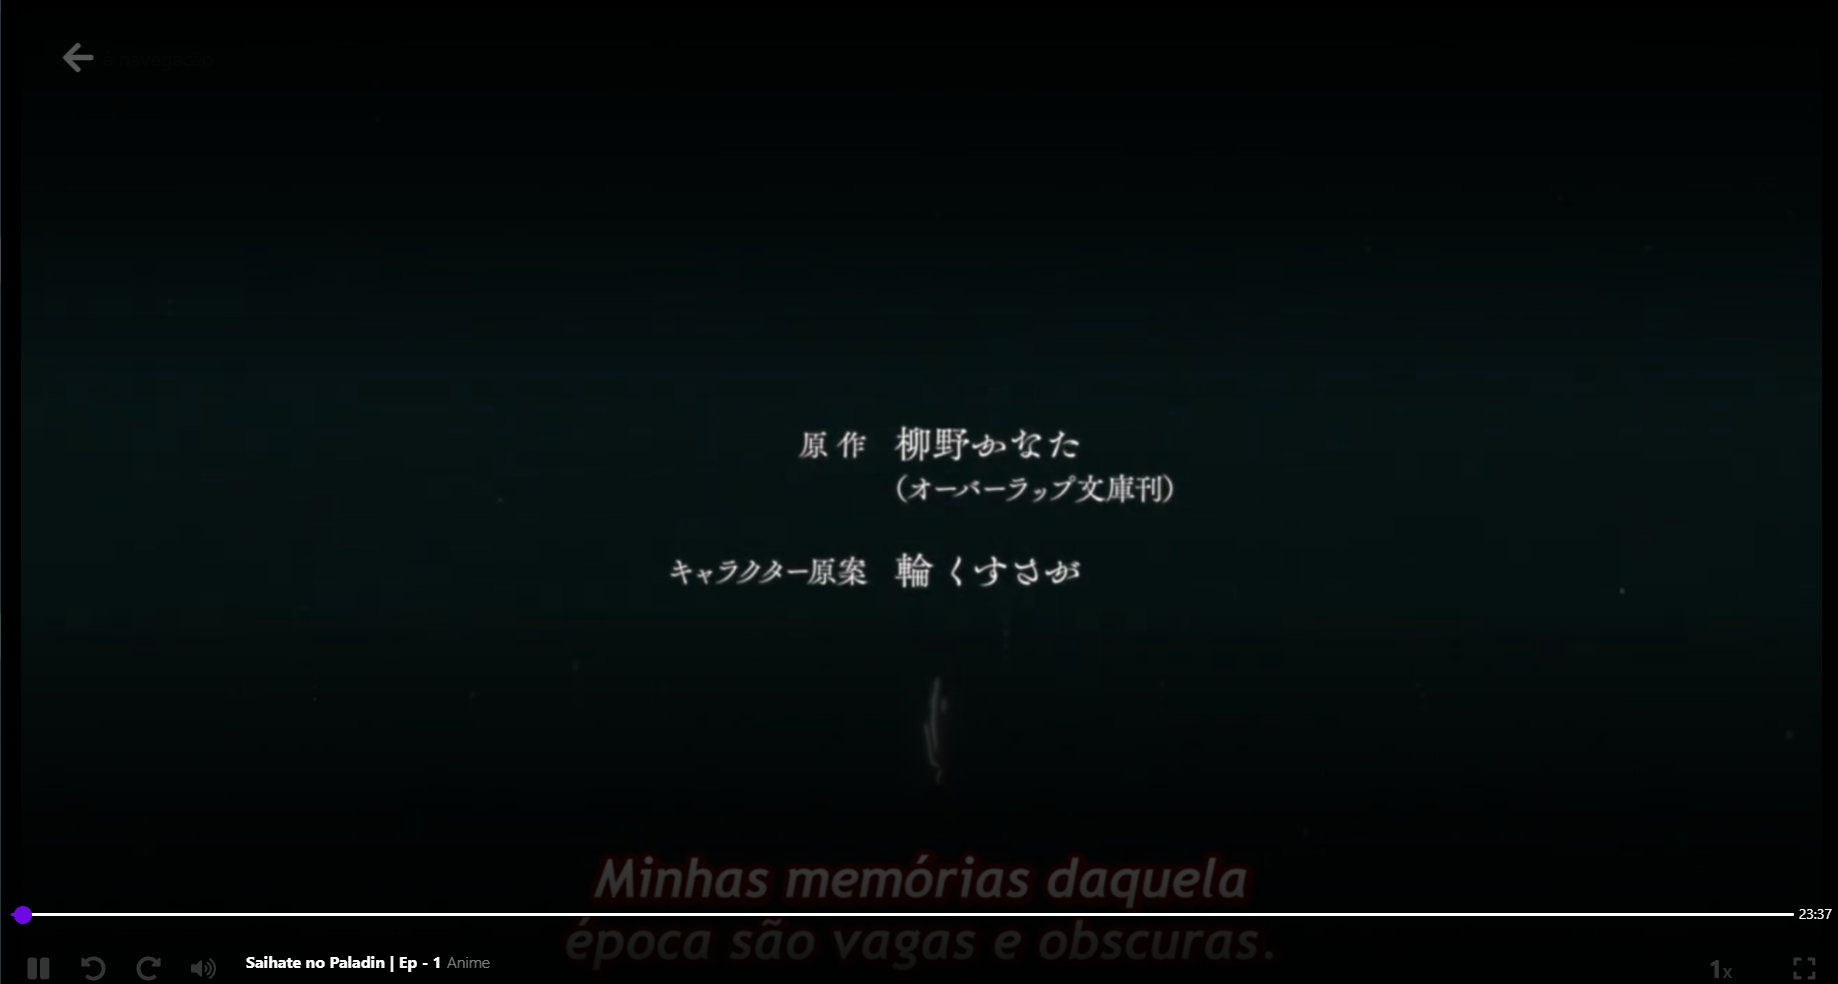 a navegação
原作 柳野かなた
（オーバーラップ文庫刊）
キャラクター原案 輪くすさが
Minhas memórias daquela
23:37
época são vagas e obscuras.
Saihate no Paladin | Ep - 1 Anime
1x